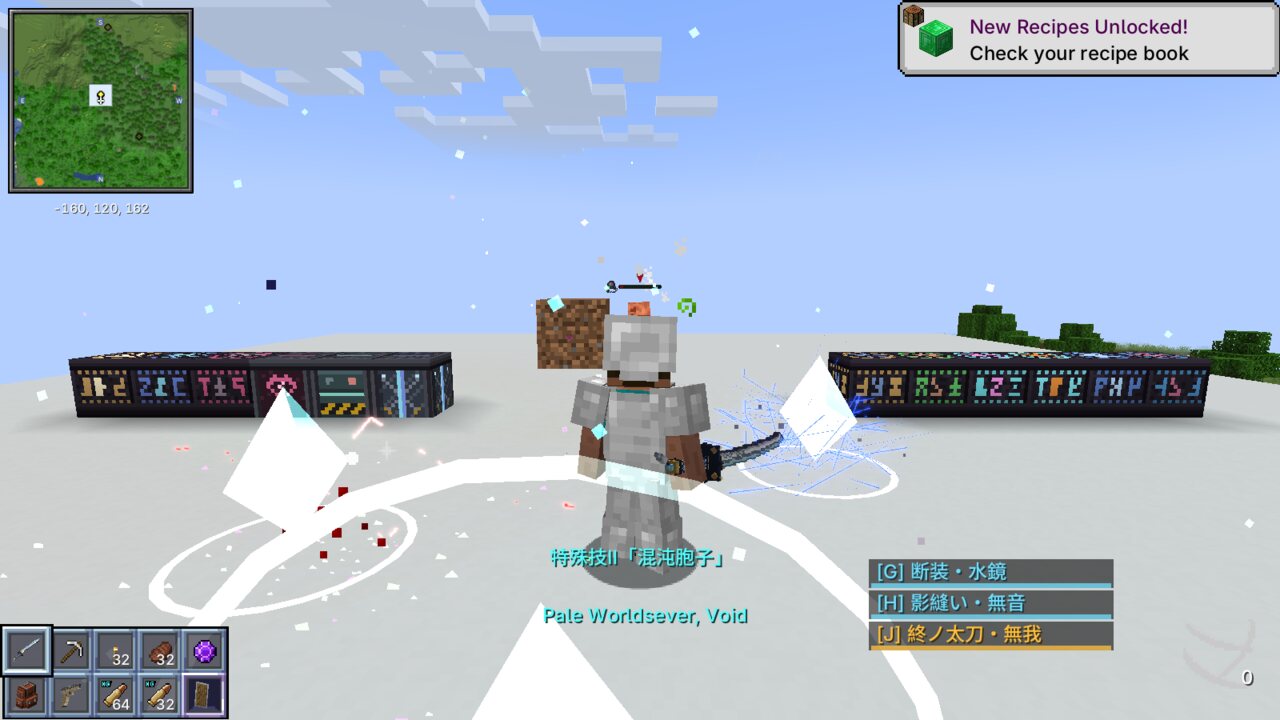 New Recipes Unlocked!
Check your recipe book
S
E
W
N
-160, 120, 162
特殊技II「混沌胞子」
Pale Worldsever, Void
[G] 断装・水鏡
[H] 影縫い・無音
[J] 終ノ太刀・無我
32
32
64
32
0